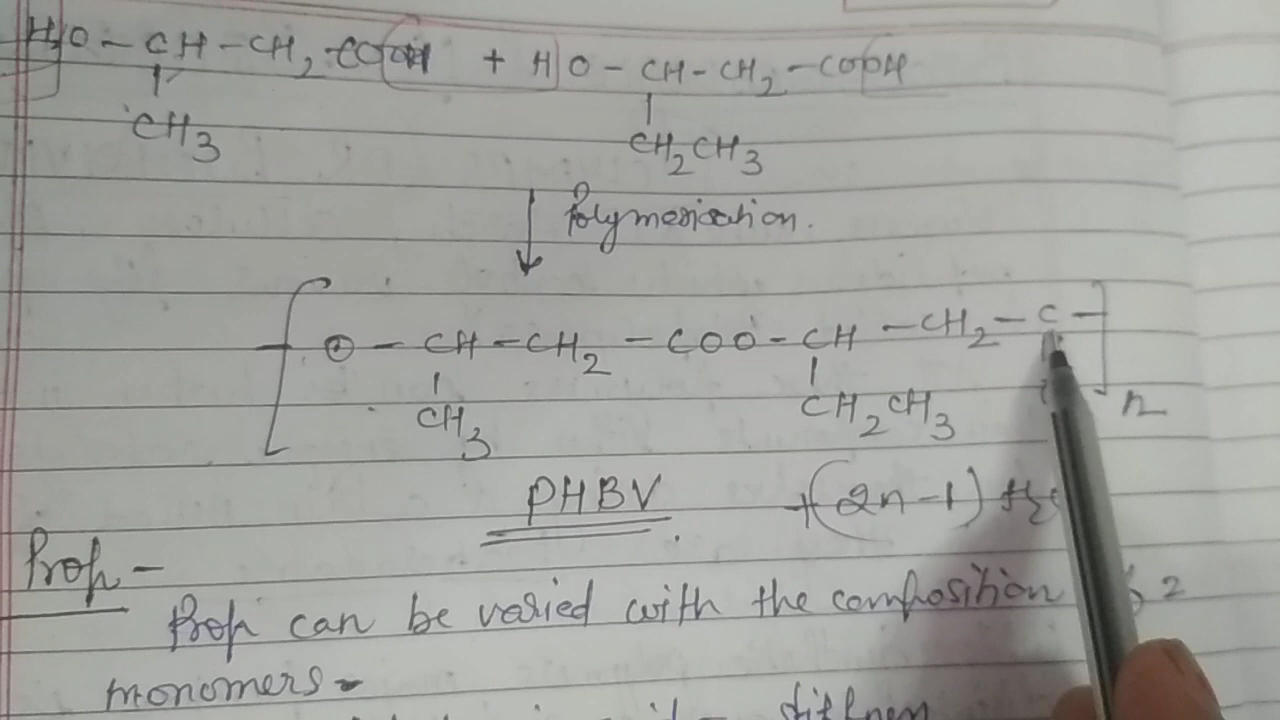 HO - CH - CH2 - COOH + HO - CH - CH2 - COOH
CH3 CH2CH3
Polymerisation.
[ O - CH - CH2 - COO - CH - CH2 - C - ]n
CH3 CH2CH3
PHBV. +(2n-1)
Prop -
Prop can be varied with the composition 2
monomers -